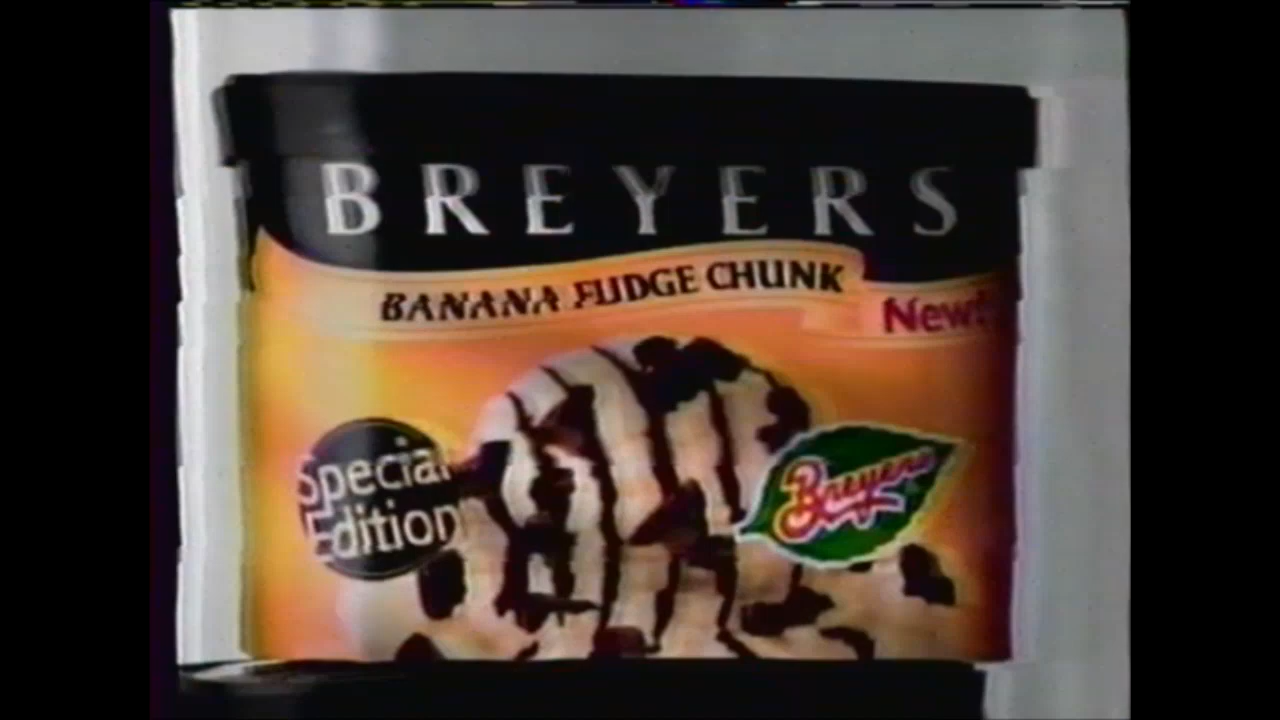 BREYERS
BANANA FUDGE CHUNK
New!
Special
Edition
Breyers